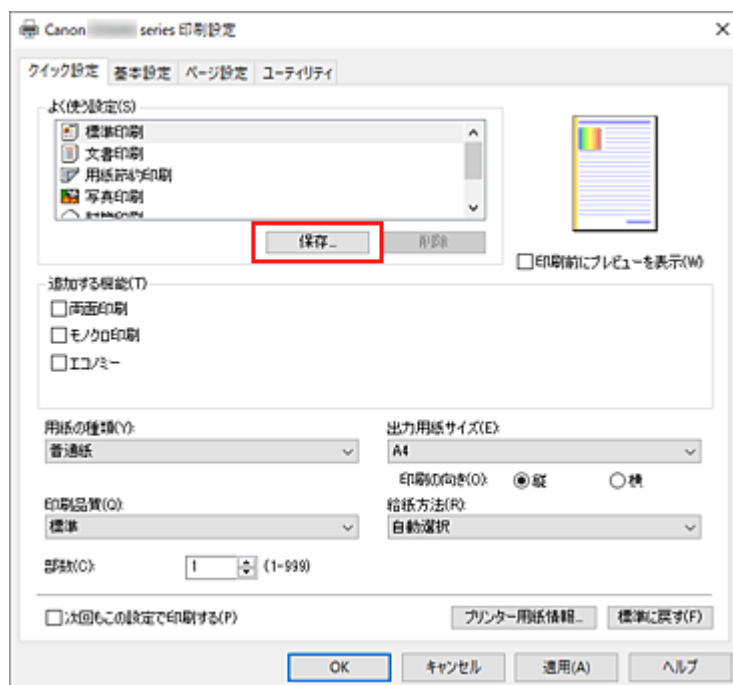 Canon series 印刷設定
クイック設定 基本設定 ページ設定 ユーティリティ
よく使う設定(S)
標準印刷
文書印刷
用紙節約印刷
写真印刷
保存... 削除
印刷前にプレビューを表示(W)
追加する機能(T)
両面印刷
モノクロ印刷
エコノミー
用紙の種類(Y):
普通紙
出力用紙サイズ(E):
A4
印刷の向き(O): 縦 横
印刷品質(Q):
標準
給紙方法(R):
自動選択
部数(C): 1 (1-999)
次回もこの設定で印刷する(P)
プリンター用紙情報... 標準に戻す(F)
OK キャンセル 適用(A) ヘルプ